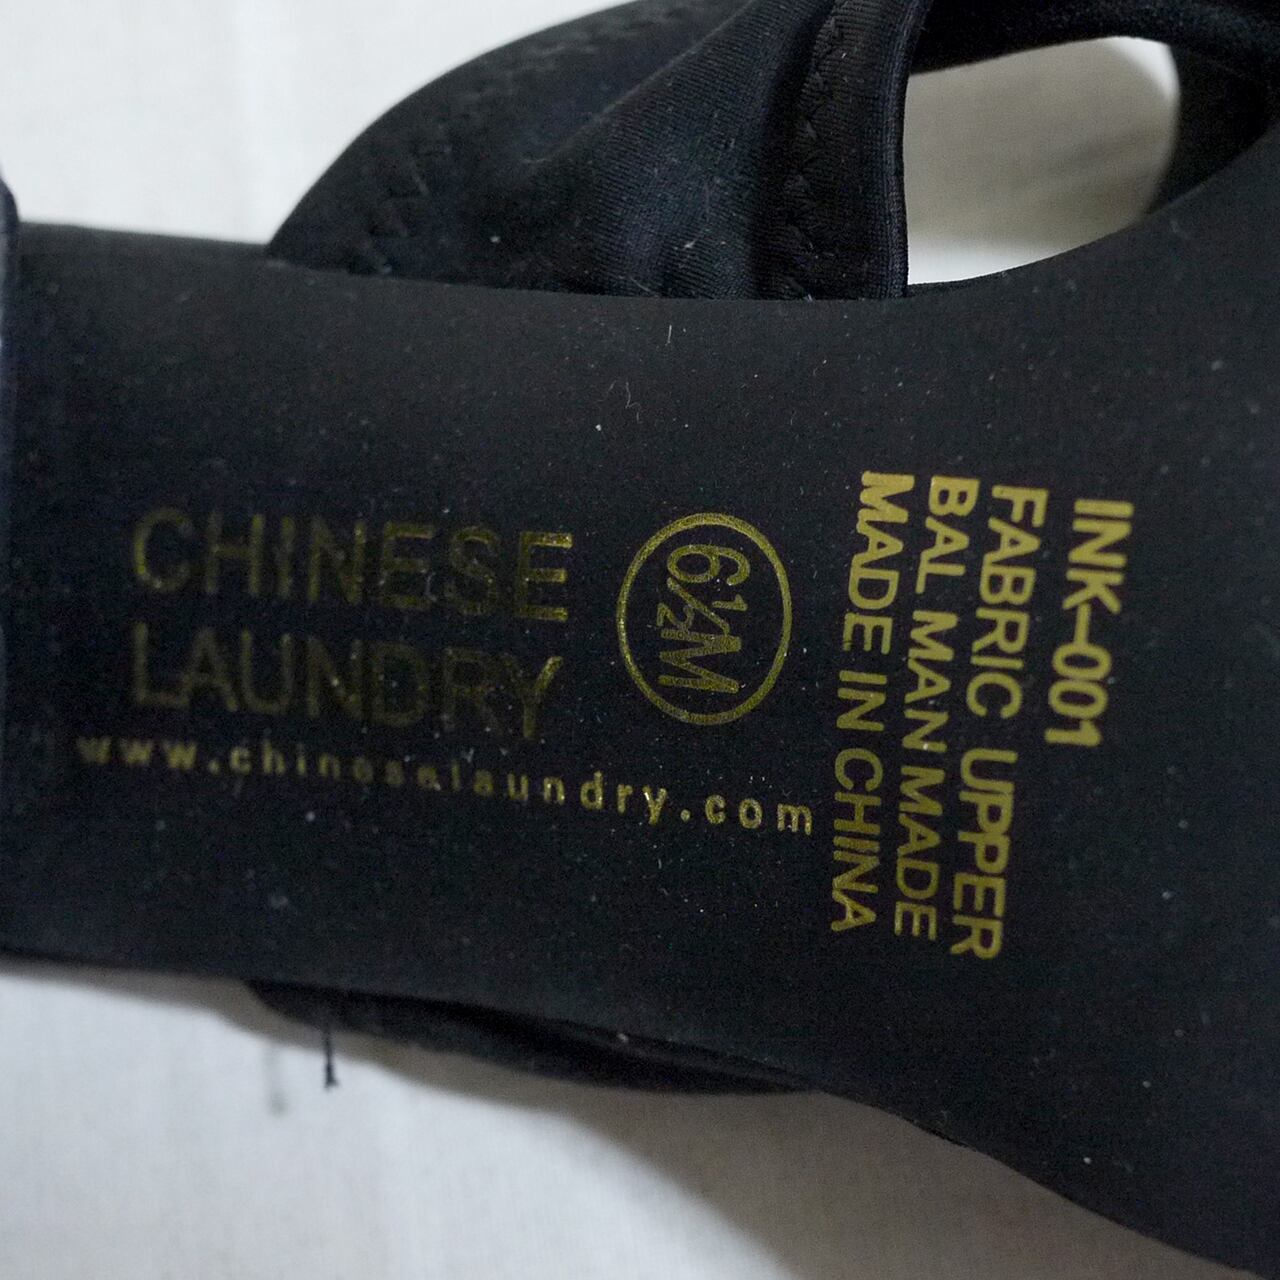 CHINESE
LAUNDRY
www.chineselaundry.com
6½M
INK-001
FABRIC UPPER
BAL MAN MADE
MADE IN CHINA